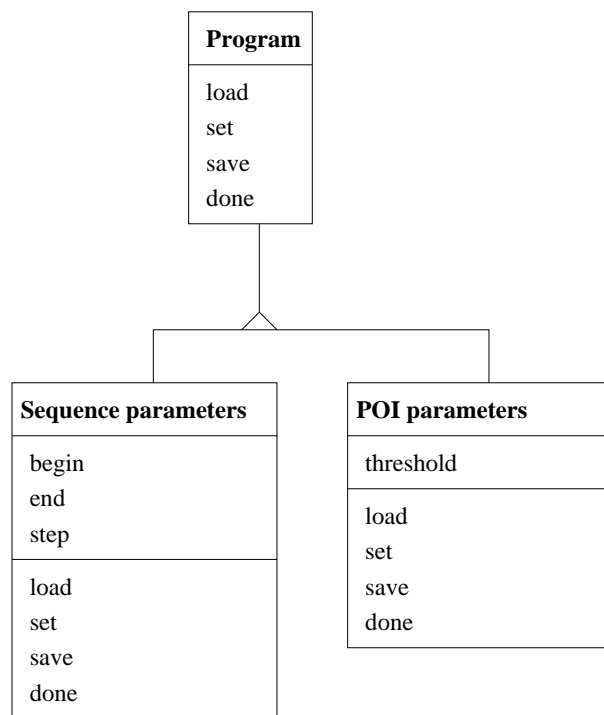 Program
load
set
save
done
Sequence parameters
begin
end
step
load
set
save
done
POI parameters
threshold
load
set
save
done